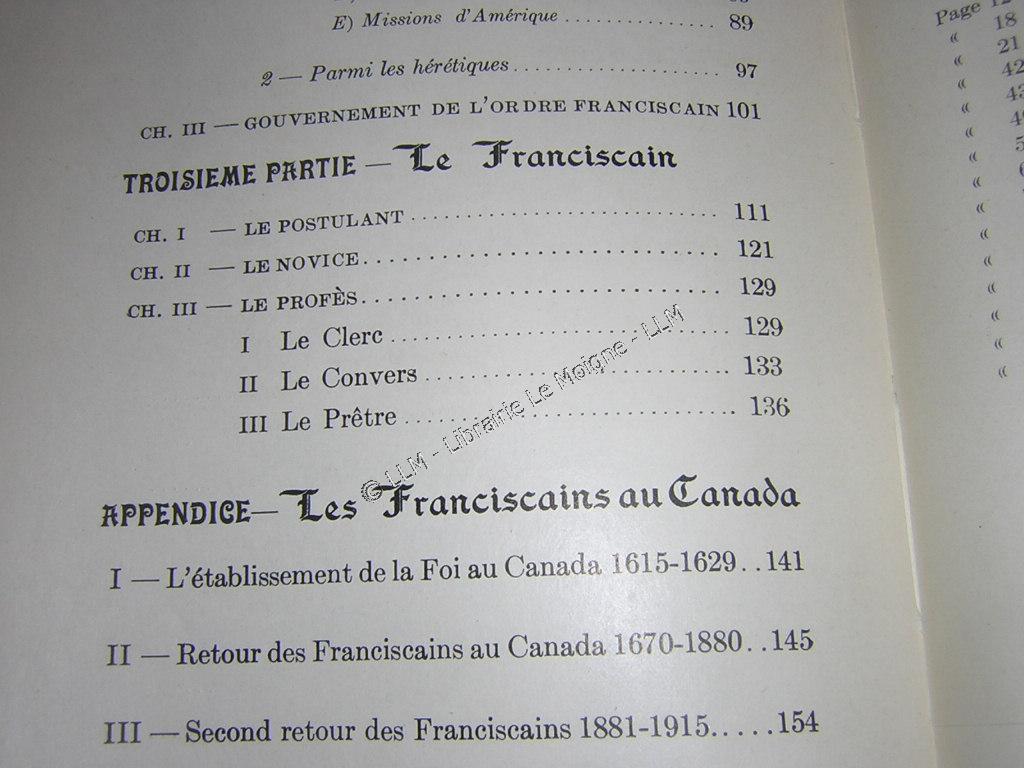 E) Missions d'Amérique .................. 89
2 — Parmi les hérétiques ..................... 97
CH. III — GOUVERNEMENT DE L'ORDRE FRANCISCAIN 101
TROISIEME PARTIE — Le Franciscain
CH. I — LE POSTULANT .............................. 111
CH. II — LE NOVICE .................................. 121
CH. III — LE PROFÈS .................................. 129
I Le Clerc .................................. 129
II Le Convers .............................. 133
III Le Prêtre ................................ 136
© LLM - Librairie Le Moigne - LLM
APPENDICE — Les Franciscains au Canada
I — L'établissement de la Foi au Canada 1615-1629..141
II — Retour des Franciscains au Canada 1670-1880..145
III — Second retour des Franciscains 1881-1915.....154
Page 12
« 18
« 21
« 42
«
«
«
«
«
«
«
«
«
«
«